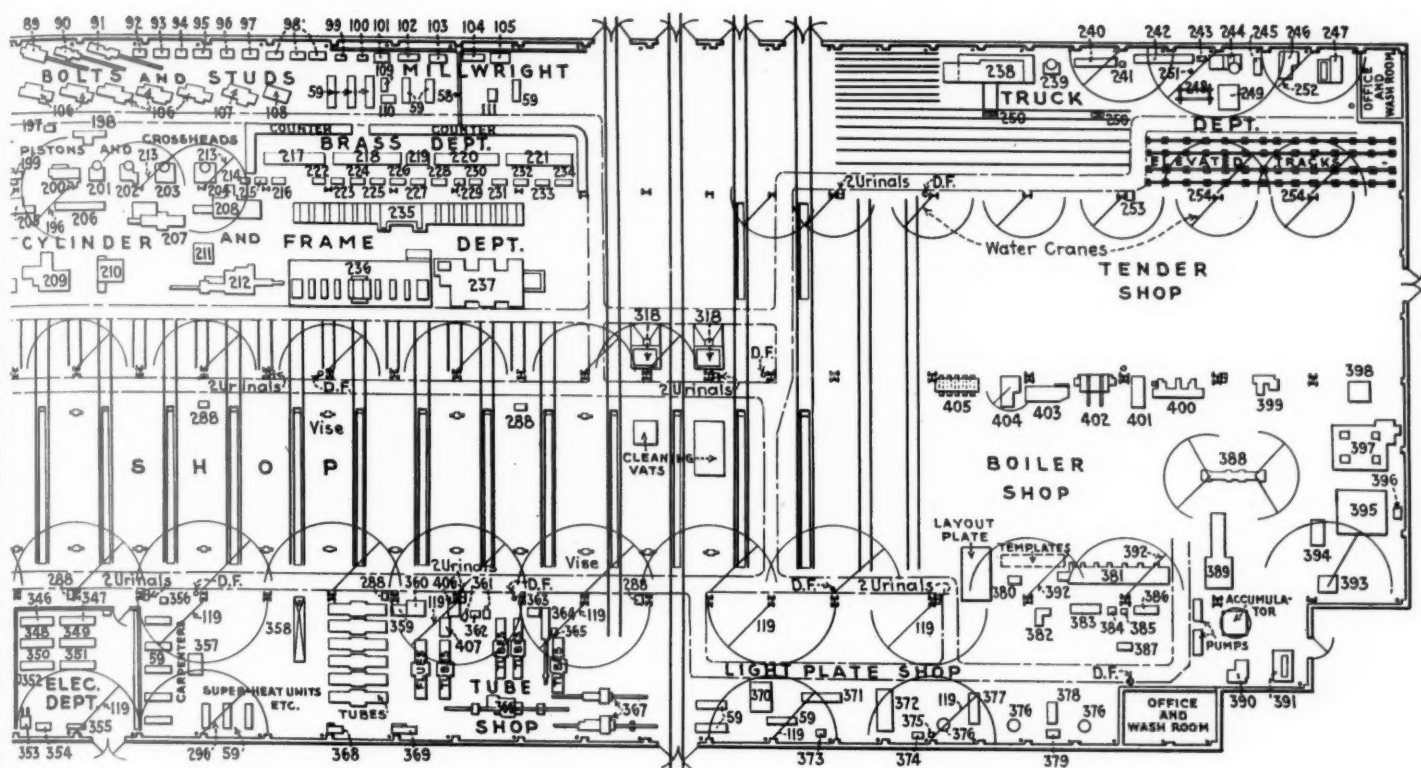 89 90 91 92 93 94 95 96 97 98 99 100 101 102 103 104 105
BOLTS AND STUDS
MILLWRIGHT
59 109 110 59 58 111 59
106 106 107 108
240 242 243 244 245 246 247
238 239 241 251 248 249 252
TRUCK
250 250
DEPT.
OFFICE AND WASH ROOM
197 198
COUNTER COUNTER
PISTONS AND CROSSHEADS
BRASS DEPT.
199 213 213 214
217 218 219 220 221
200 201 202 203 204 215 216
222 224 226 228 230 232 234
223 225 227 229 231 233
ELEVATED TRACKS
2 Urinals D.F.
253 254 254
206 208 196 207
235
CYLINDER AND FRAME DEPT.
Water Cranes
TENDER SHOP
209 210 211 212 236 237
318 318
D.F.
2 Urinals D.F.
2 Urinals
288 Vise 288
CLEANING VATS
405 404 403 402 401 400 399 398
SHOP
BOILER SHOP
388 397 396 395
LAYOUT PLATE
TEMPLATES
392 394 393
380 392 381 389
288 2 Urinals D.F.
2 Urinals
Vise
D.F. 2 Urinals
346 347 356 119 288 360 406 361 D.F. 363 364 119 288
348 349 358 359 119 362 407 365
350 351 CARPENTERS 59 357
352
ELEC. DEPT.
119
SUPER-HEAT UNITS ETC.
TUBES
TUBES TUBES TUBES TUBES
TUBE SHOP
366 367
353 354 355 296 59 368 369
119 119
382 383 384 385 386 387
ACCUMULATOR
PUMPS
LIGHT PLATE SHOP
D.F.
390 391
370 371 372 119 377 378
59 59 119 375 376 376 376
373 374 379
OFFICE AND WASH ROOM